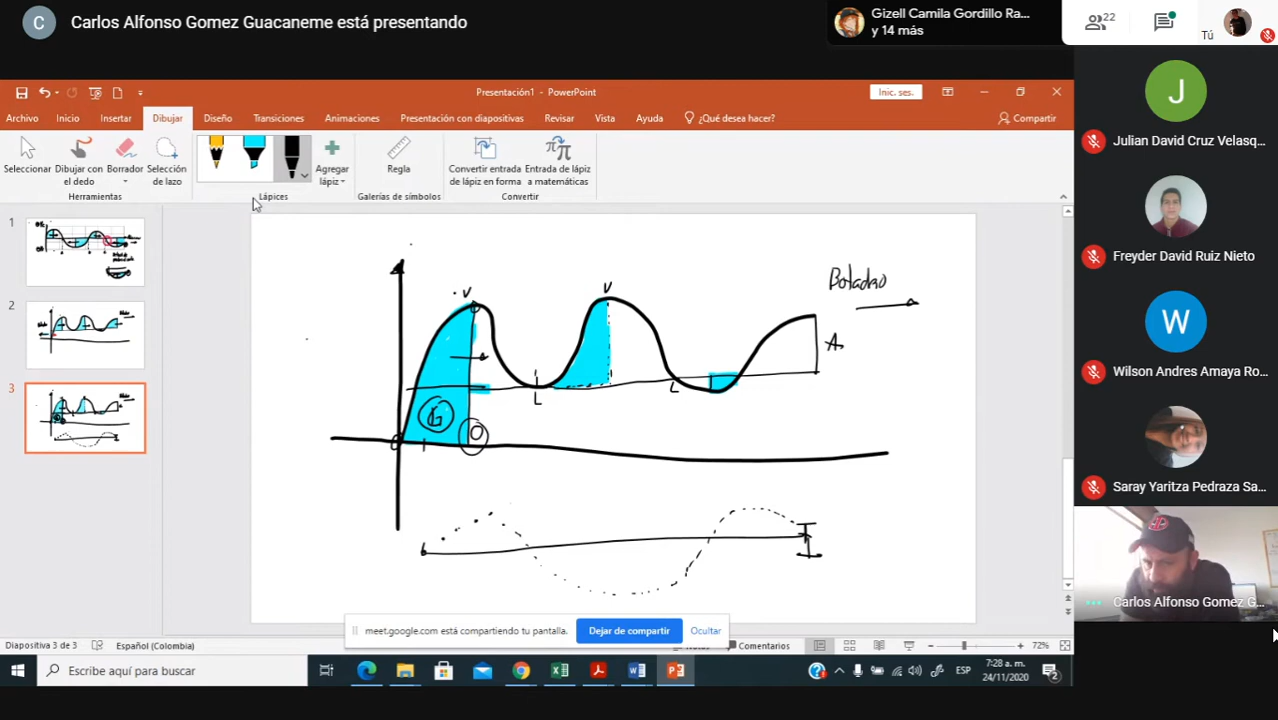 C
Carlos Alfonso Gomez Guacaneme está presentando
Gizell Camila Gordillo Ra...
y 14 más
22
Tú
Presentación1 - PowerPoint
Inic. ses.
Archivo
Inicio
Insertar
Dibujar
Diseño
Transiciones
Animaciones
Presentación con diapositivas
Revisar
Vista
Ayuda
¿Qué desea hacer?
Compartir
Seleccionar
Dibujar con el dedo
Borrador
Selección de lazo
Agregar lápiz
Regla
Convertir entrada de lápiz en forma
Entrada de lápiz a matemáticas
Herramientas
Lápices
Galerías de símbolos
Convertir
1
2
3
V
V
A
L
L
G
O
meet.google.com está compartiendo tu pantalla.
Dejar de compartir
Ocultar
Diapositiva 3 de 3
Español (Colombia)
Notas
Comentarios
72%
Escribe aquí para buscar
ESP
7:28 a. m.
24/11/2020
2
J
Julian David Cruz Velasq...
Freyder David Ruiz Nieto
W
Wilson Andres Amaya Ro...
Saray Yaritza Pedraza Sa...
Carlos Alfonso Gomez G...